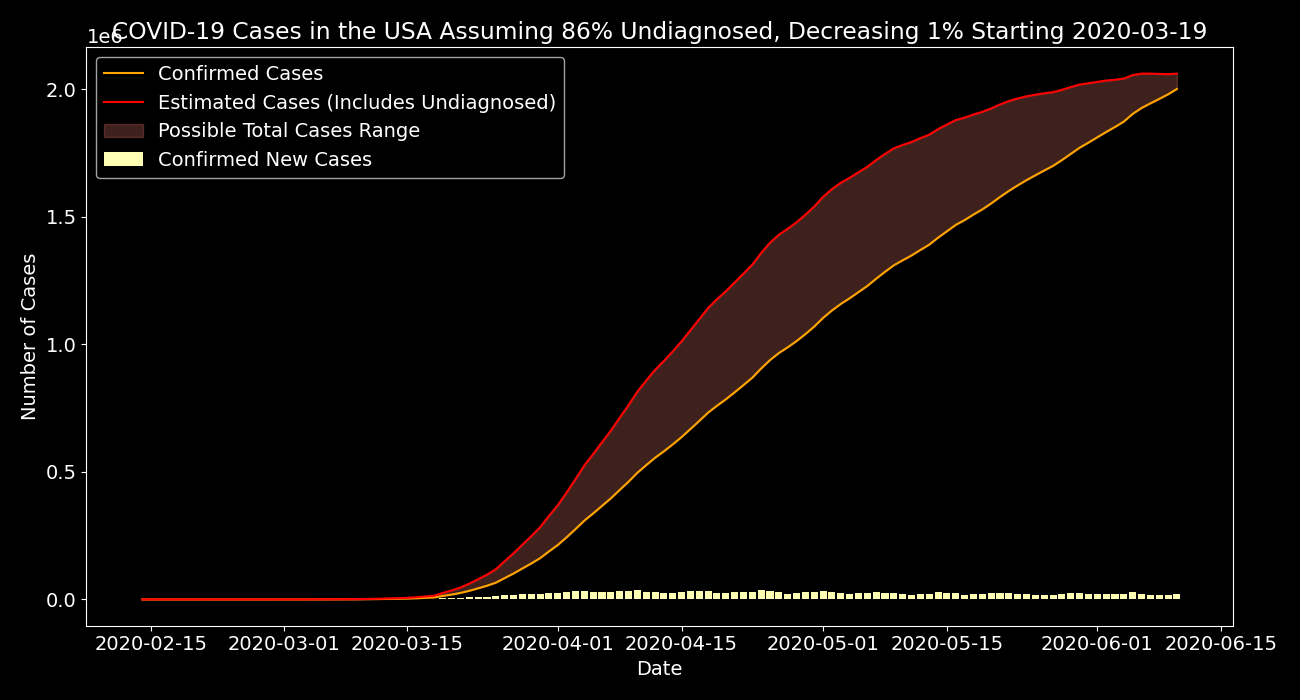 COVID-19 Cases in the USA Assuming 86% Undiagnosed, Decreasing 1% Starting 2020-03-19
1e6
Confirmed Cases
Estimated Cases (Includes Undiagnosed)
Possible Total Cases Range
Confirmed New Cases
Number of Cases
2.0
1.5
1.0
0.5
0.0
2020-02-15 2020-03-01 2020-03-15 2020-04-01 2020-04-15 2020-05-01 2020-05-15 2020-06-01 2020-06-15
Date